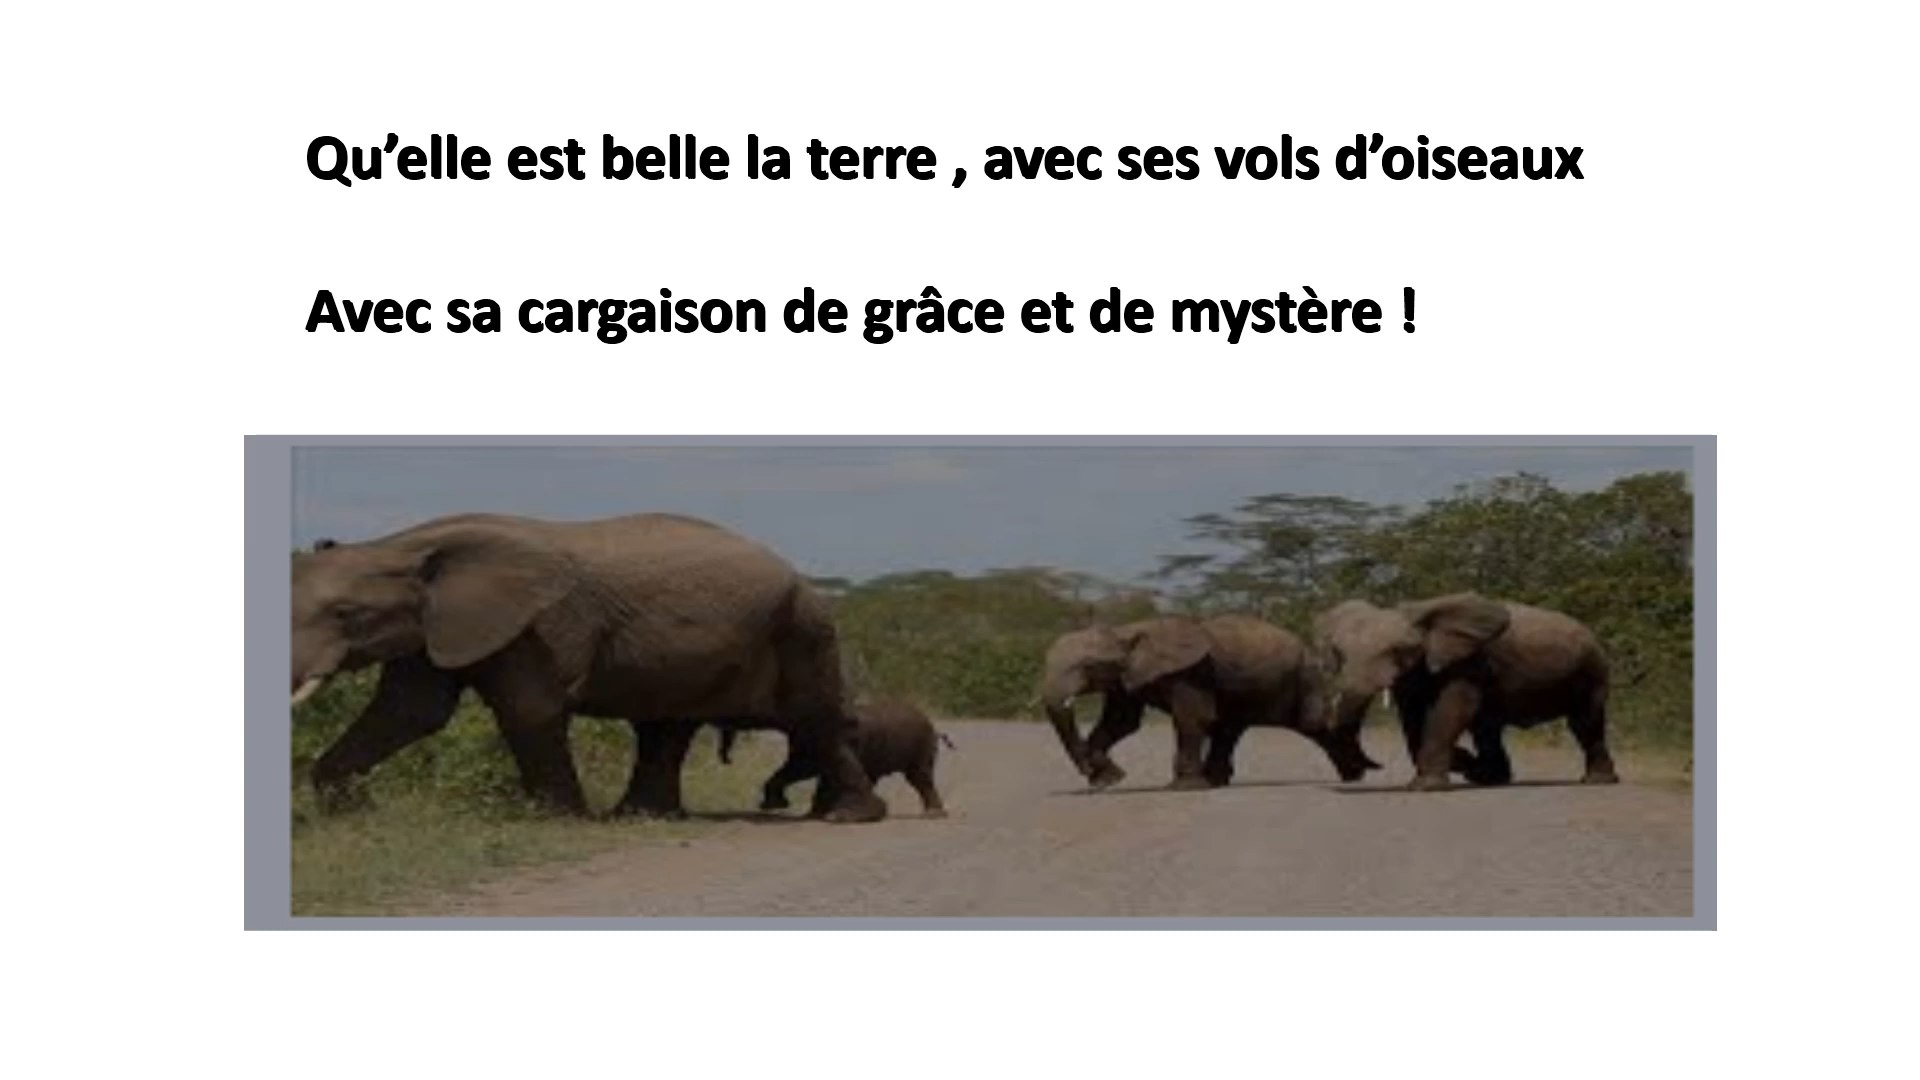 Qu’elle est belle la terre , avec ses vols d’oiseaux
Avec sa cargaison de grâce et de mystère !